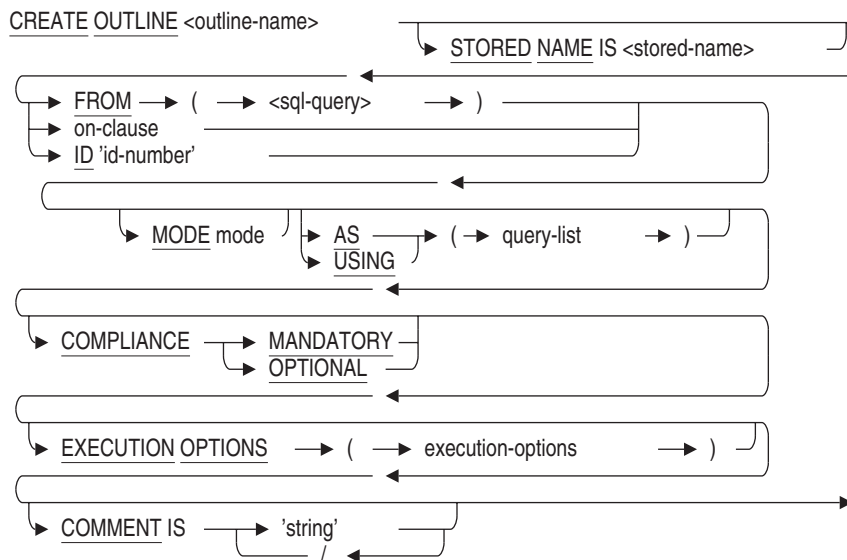 CREATE OUTLINE <outline-name>
STORED NAME IS <stored-name>
FROM ( <sql-query> )
on-clause
ID 'id-number'
MODE mode AS ( query-list )
USING
COMPLIANCE MANDATORY
OPTIONAL
EXECUTION OPTIONS ( execution-options )
COMMENT IS 'string'
/